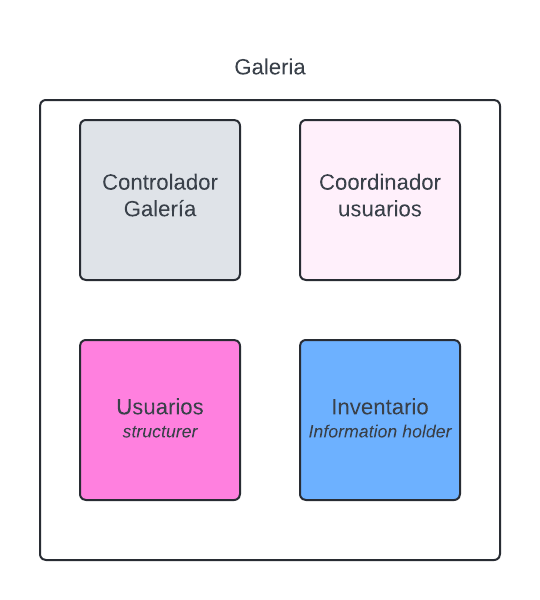 Galeria
Controlador
Galería
Coordinador
usuarios
Usuarios
structurer
Inventario
Information holder